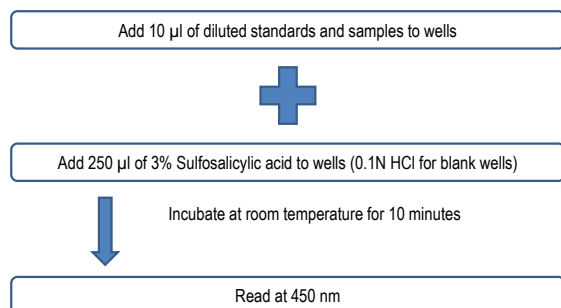 Add 10 µl of diluted standards and samples to wells
Add 250 µl of 3% Sulfosalicylic acid to wells (0.1N HCl for blank wells)
Incubate at room temperature for 10 minutes
Read at 450 nm